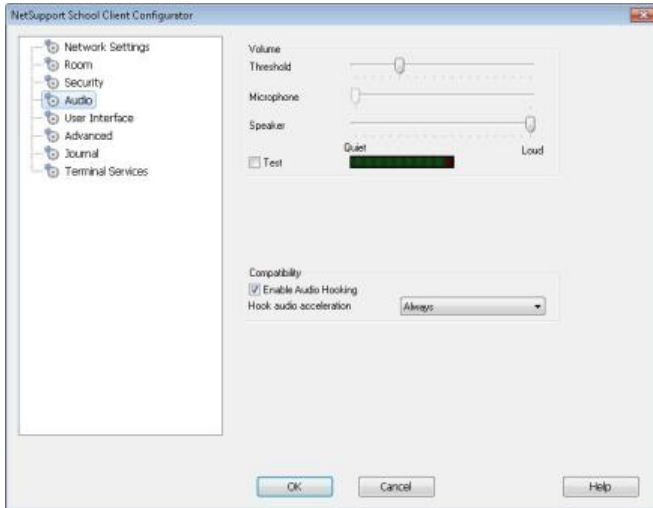 NetSupport School Client Configurator
Network Settings
Room
Security
Audio
User Interface
Advanced
Journal
Terminal Services
Volume
Threshold
Microphone
Speaker
Quiet
Loud
Test
Compatibility
Enable Audio Hooking
Hook audio acceleration
Always
OK
Cancel
Help